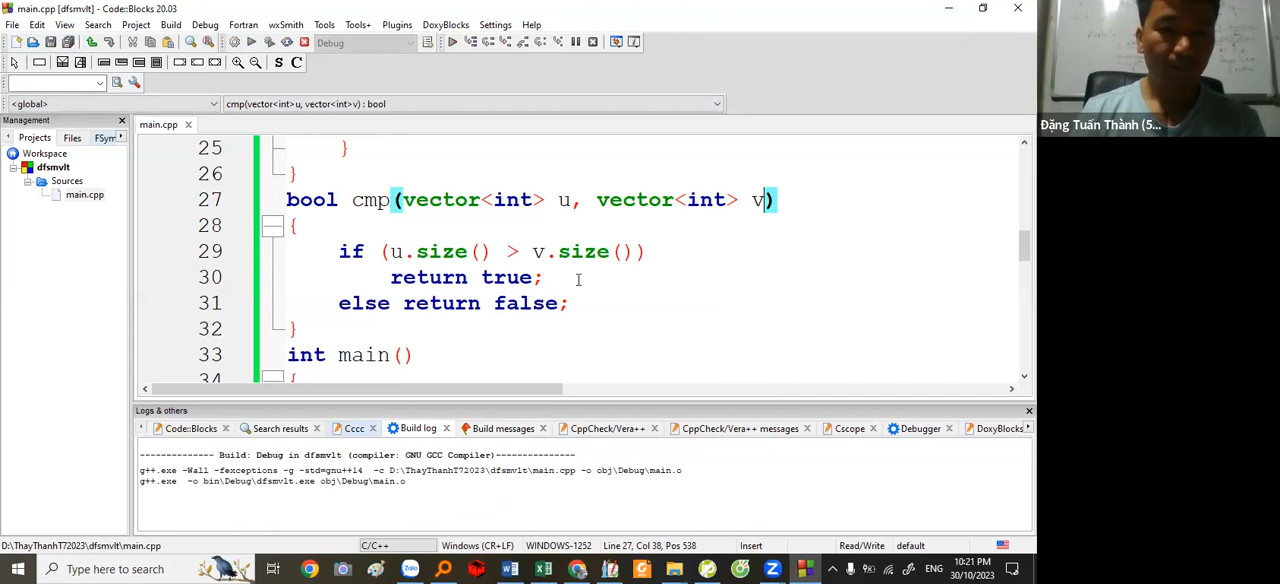 main.cpp [dfsmvlt] - Code::Blocks 20.03
File Edit View Search Project Build Debug Fortran wxSmith Tools Tools+ Plugins DoxyBlocks Settings Help
Debug
S C
<global> cmp(vector<int>u, vector<int>v) : bool
Management
main.cpp
Projects Files FSym
Workspace
dfsmvlt
Sources
main.cpp
25 }
26 }
27 bool cmp(vector<int> u, vector<int> v)
28 {
29 if (u.size() > v.size())
30 return true;
31 else return false;
32 }
33 int main()
34 {
Logs & others
Code::Blocks Search results Cccc Build log Build messages CppCheck/Vera++ CppCheck/Vera++ messages Cscope Debugger DoxyBlocks
-------------- Build: Debug in dfsmvlt (compiler: GNU GCC Compiler)---------------
g++.exe -Wall -fexceptions -g -std=gnu++14 -c D:\ThayThanhT72023\dfsmvlt\main.cpp -o obj\Debug\main.o
g++.exe -o bin\Debug\dfsmvlt.exe obj\Debug\main.o
D:\ThayThanhT72023\dfsmvlt\main.cpp C/C++ Windows (CR+LF) WINDOWS-1252 Line 27, Col 38, Pos 538 Insert Read/Write default
Type here to search
ENG
10:21 PM
30/10/2023
Đặng Tuấn Thành (5...